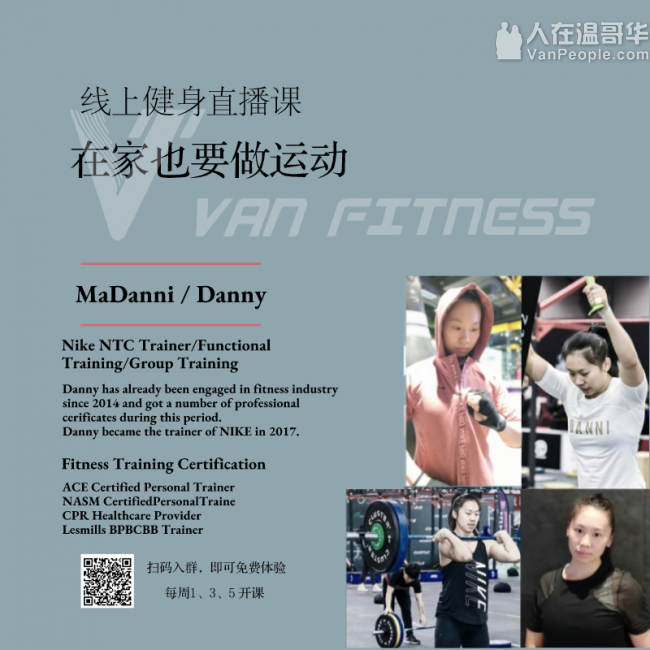 人在温哥华
VanPeople.com
线上健身直播课
在家也要做运动
VAN FITNESS
MaDanni / Danny
Nike NTC Trainer/Functional
Training/Group Training
Danny has already been engaged in fitness industry
since 2014 and got a number of professional
cerificates during this period.
Danny became the trainer of NIKE in 2017.
Fitness Training Certification
ACE Certified Personal Trainer
NASM CertifiedPersonalTraine
CPR Healthcare Provider
Lesmills BPBCBB Trainer
扫码入群，即可免费体验
每周1、3、5 开课
DANNI
NIKE